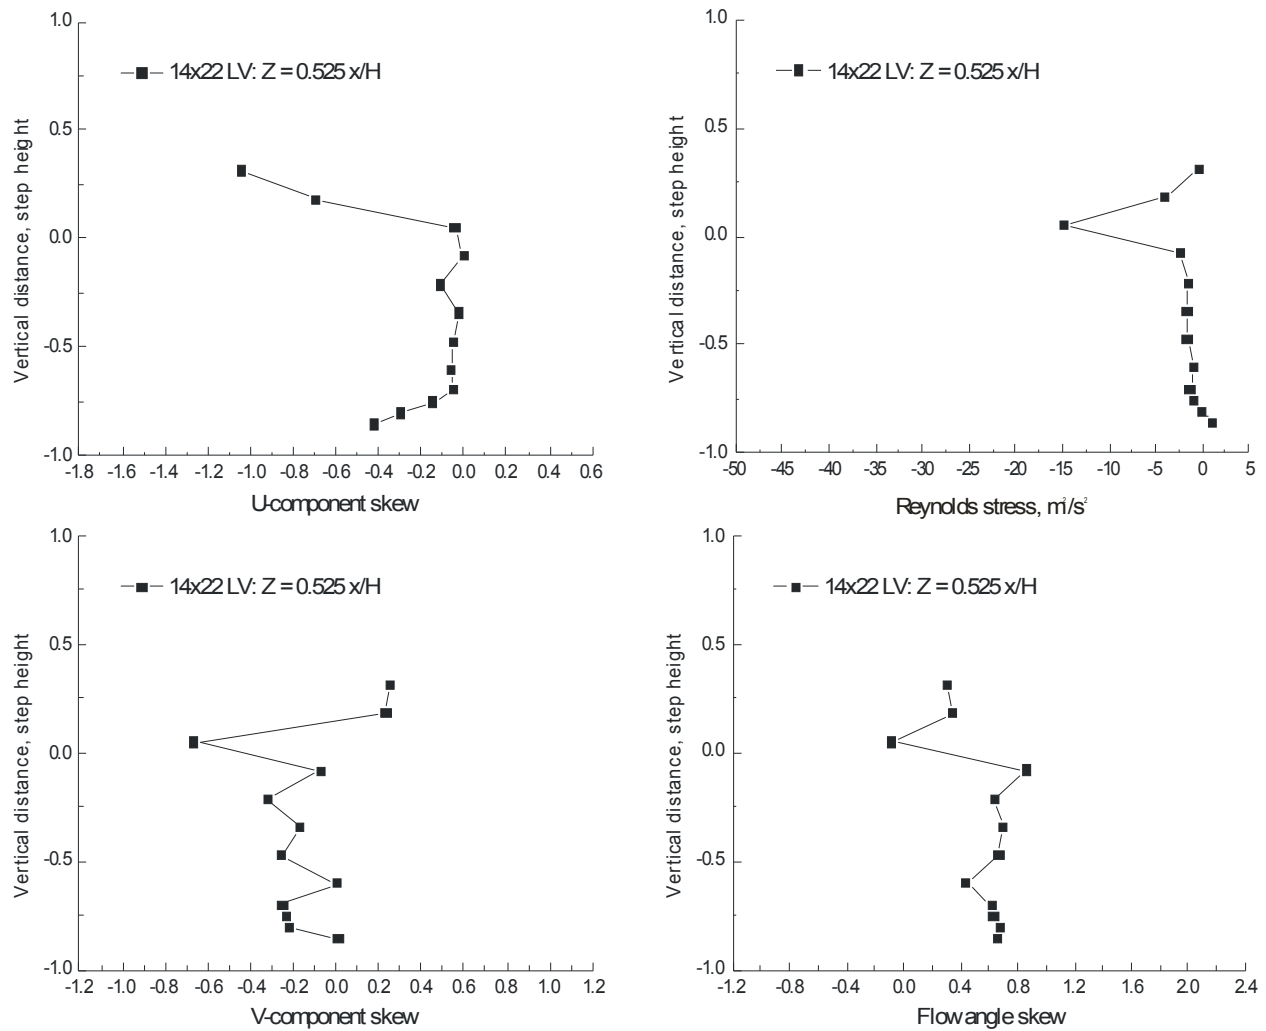 1.0
14x22 LV: Z = 0.525 x/H
0.5
0.0
-0.5
-1.0
Vertical distance, step height
-1.8 -1.6 -1.4 -1.2 -1.0 -0.8 -0.6 -0.4 -0.2 0.0 0.2 0.4 0.6
U-component skew
1.0
14x22 LV: Z = 0.525 x/H
0.5
0.0
-0.5
-1.0
Vertical distance, step height
-50 -45 -40 -35 -30 -25 -20 -15 -10 -5 0 5
Reynolds stress, m²/s²
1.0
14x22 LV: Z = 0.525 x/H
0.5
0.0
-0.5
-1.0
Vertical distance, step height
-1.2 -1.0 -0.8 -0.6 -0.4 -0.2 0.0 0.2 0.4 0.6 0.8 1.0 1.2
V-component skew
1.0
14x22 LV: Z = 0.525 x/H
0.5
0.0
-0.5
-1.0
Vertical distance, step height
-1.2 -0.8 -0.4 0.0 0.4 0.8 1.2 1.6 2.0 2.4
Flow angle skew